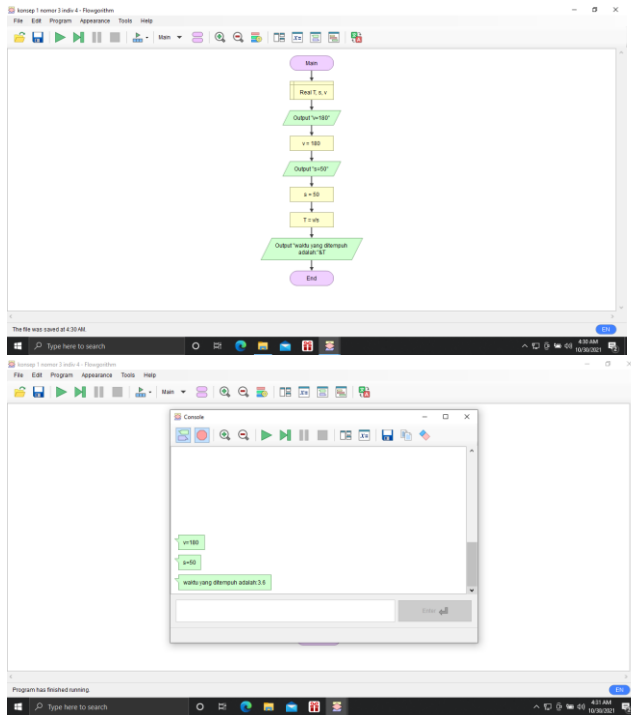 konsep 1 nomor 3 indiv 4 - Flowgorithm
File Edit Program Appearance Tools Help
Main
Main
Real T, s, v
Output "v=180"
v = 180
Output "s=50"
s = 50
T = v/s
Output "waktu yang ditempuh
adalah:"&T
End
The file was saved at 4:30 AM.
EN
Type here to search
4:30 AM
10/30/2021
konsep 1 nomor 3 indiv 4 - Flowgorithm
File Edit Program Appearance Tools Help
Main
Console
v=180
s=50
waktu yang ditempuh adalah:3.6
Enter
Program has finished running.
EN
Type here to search
4:31 AM
10/30/2021